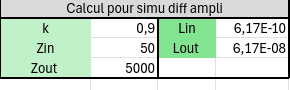 Calcul pour simu diff ampli
k 0,9 Lin 6,17E-10
Zin 50 Lout 6,17E-08
Zout 5000